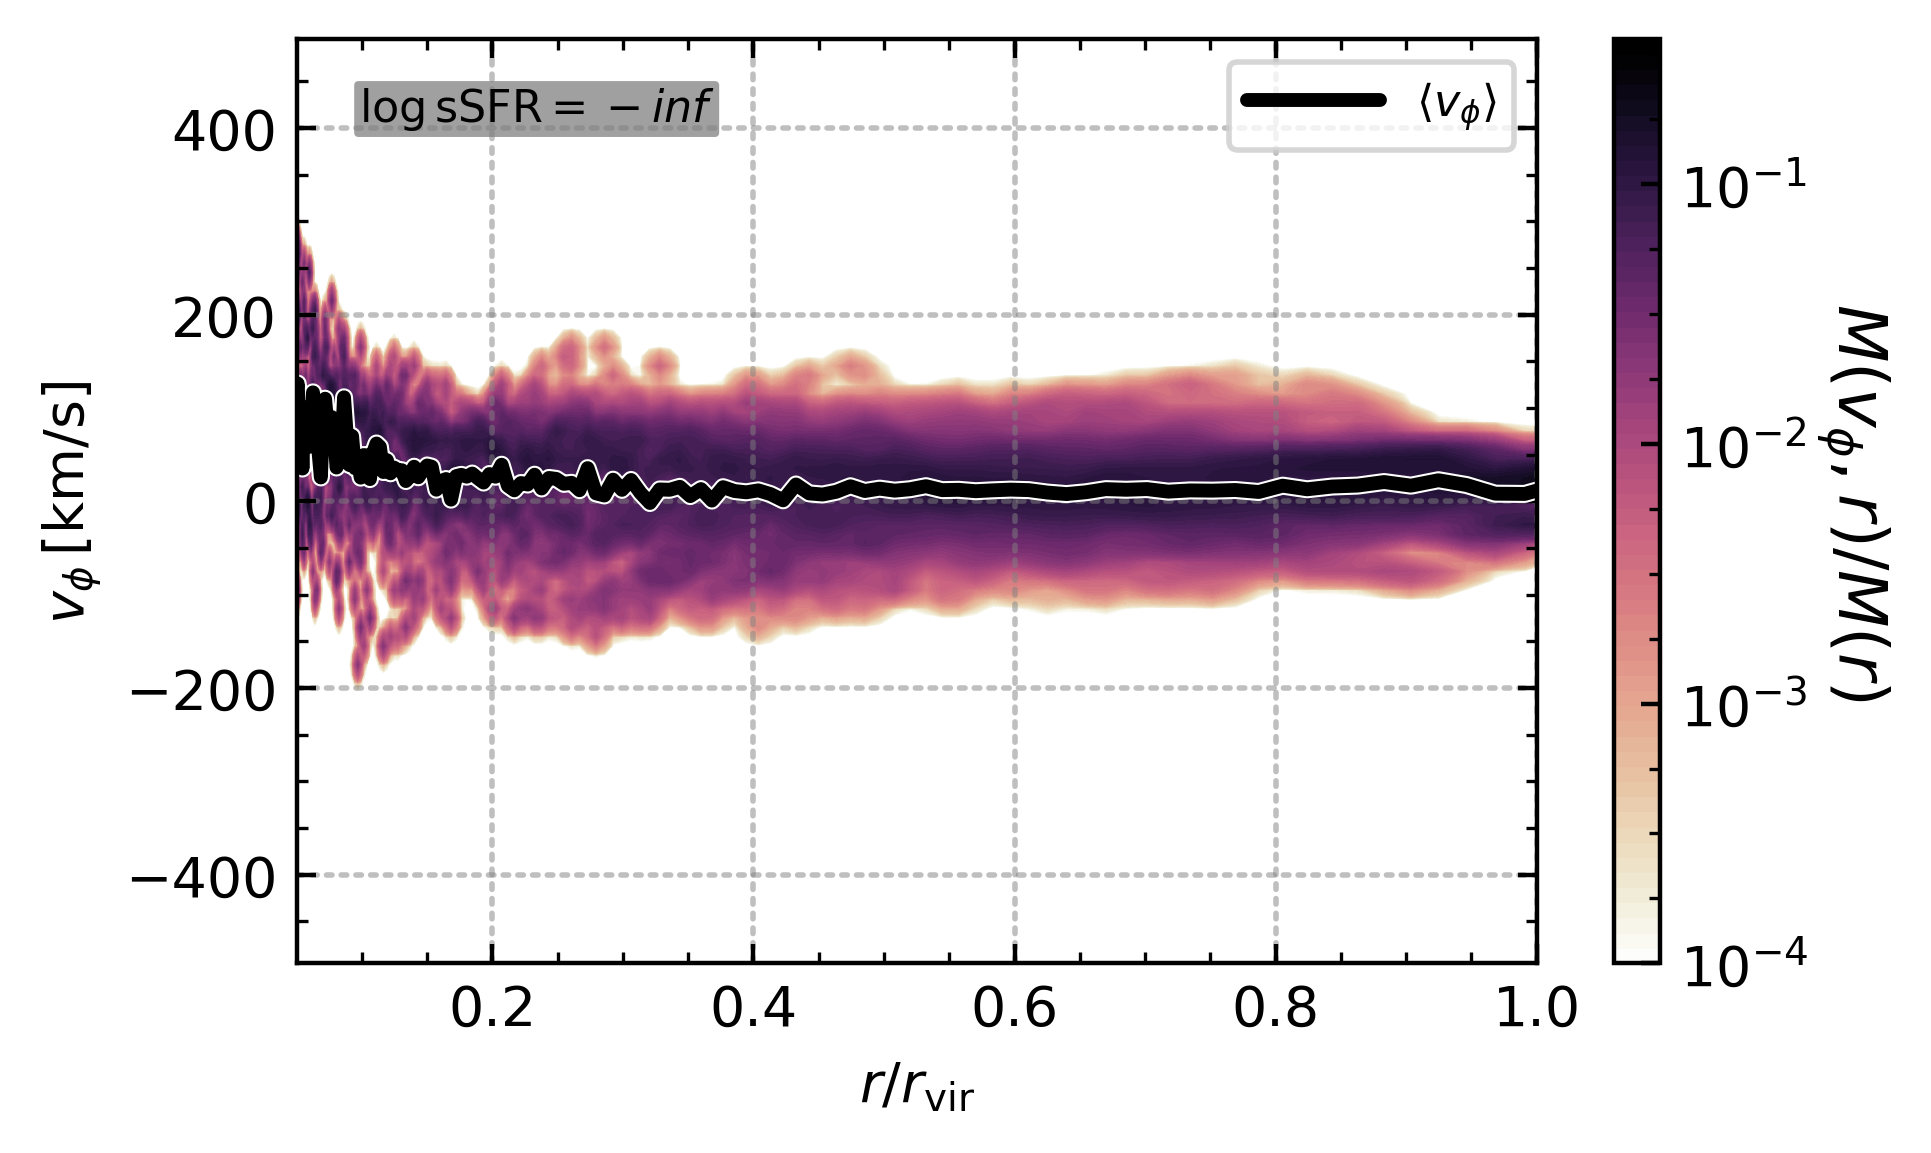 log sSFR = − inf
⟨v_ϕ⟩
400
200
0
−200
−400
v_ϕ [km/s]
0.2
0.4
0.6
0.8
1.0
r/r_vir
10⁻¹
10⁻²
10⁻³
10⁻⁴
M(v_ϕ, r)/M(r)